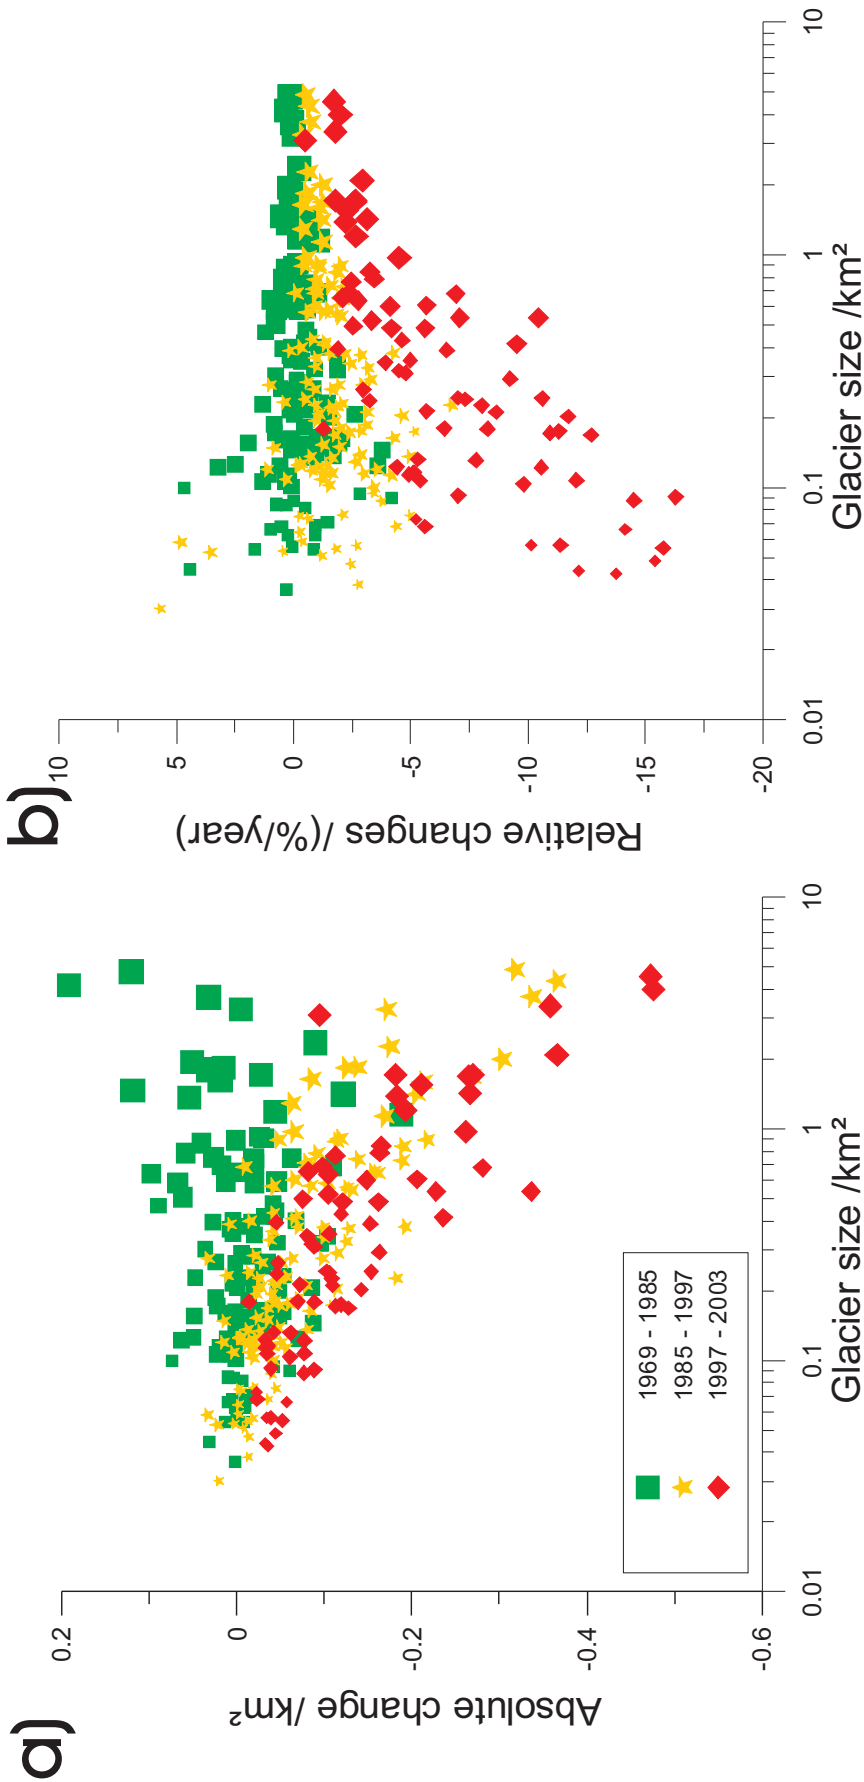 a)
0.2
0
-0.2
-0.4
-0.6
Absolute change /km²
0.01
0.1
1
10
Glacier size /km²
1969 - 1985
1985 - 1997
1997 - 2003
b)
10
5
0
-5
-10
-15
-20
Relative changes /(%/year)
0.01
0.1
1
10
Glacier size /km²